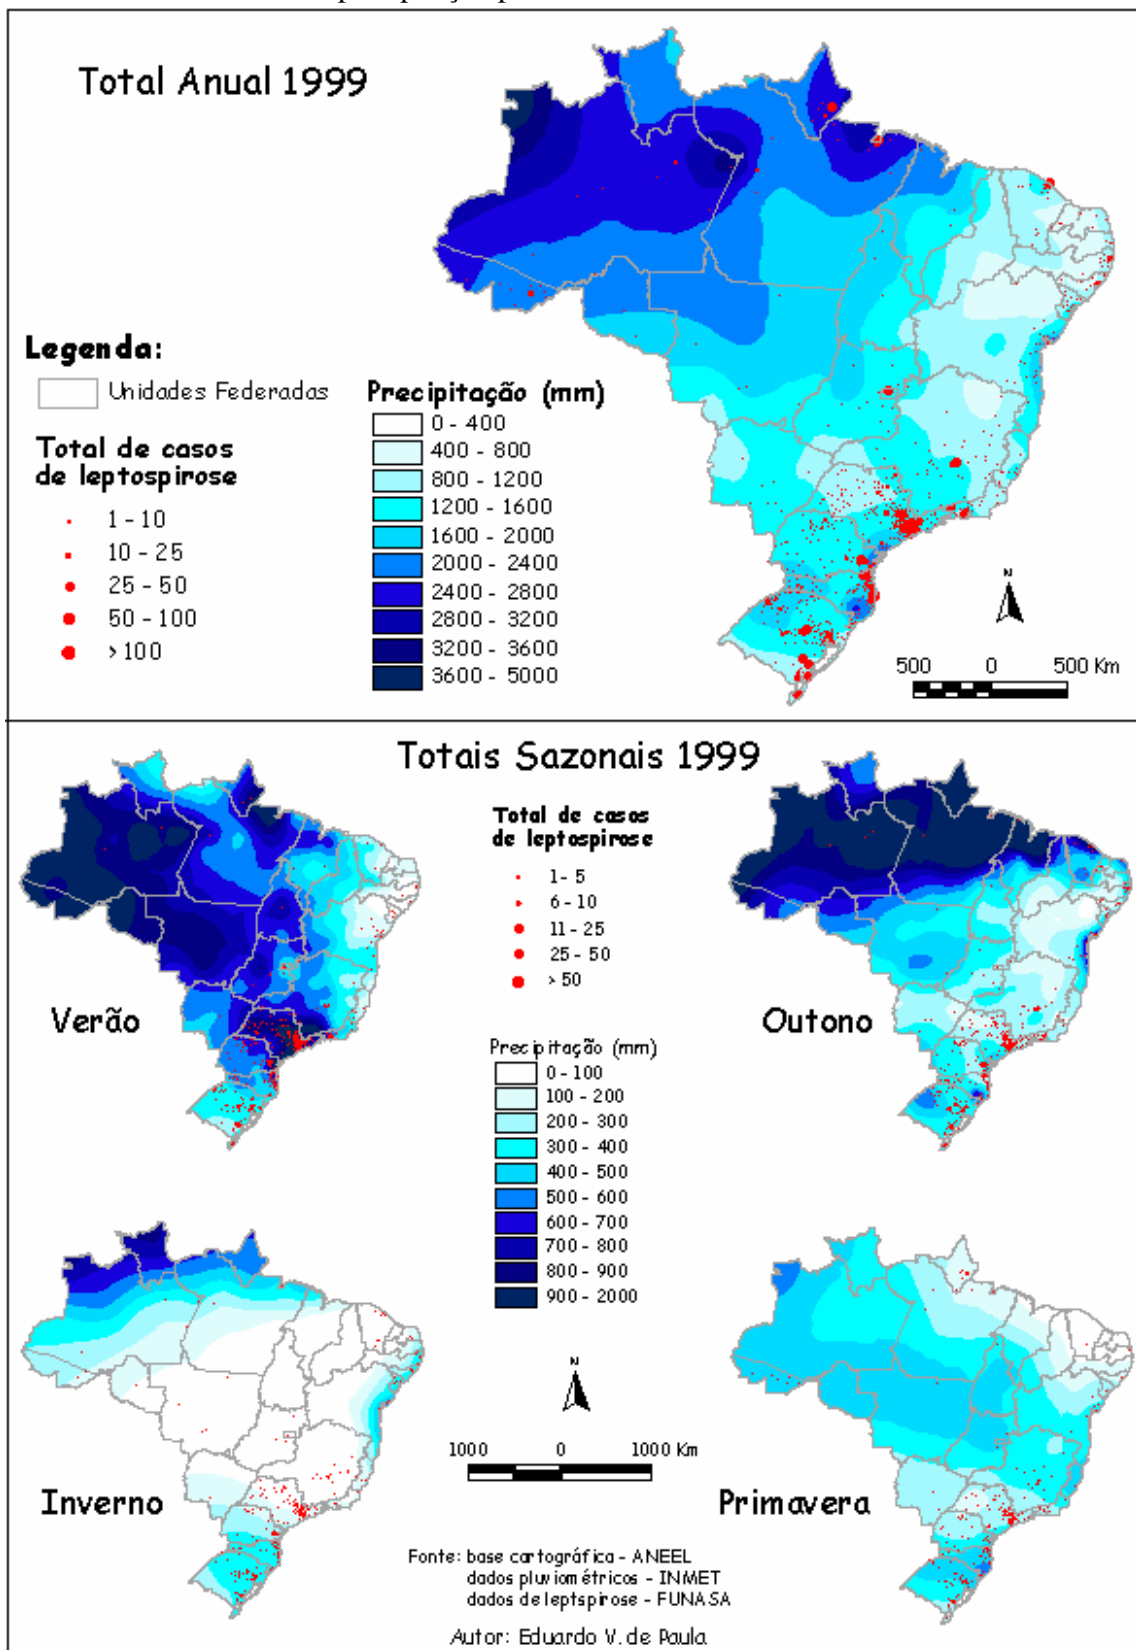 Total Anual 1999
Legenda:
Unidades Federadas
Total de casos
de leptospirose
1 - 10
10 - 25
25 - 50
50 - 100
> 100
Precipitação (mm)
0 - 400
400 - 800
800 - 1200
1200 - 1600
1600 - 2000
2000 - 2400
2400 - 2800
2800 - 3200
3200 - 3600
3600 - 5000
N
500 0 500 Km
Totais Sazonais 1999
Verão
Total de casos
de leptospirose
1 - 5
6 - 10
11 - 25
25 - 50
> 50
Outono
Precipitação (mm)
0 - 100
100 - 200
200 - 300
300 - 400
400 - 500
500 - 600
600 - 700
700 - 800
800 - 900
900 - 2000
N
1000 0 1000 Km
Inverno
Primavera
Fonte: base cartográfica - ANEEL
dados pluviométricos - INMET
dados de leptspirose - FUNASA
Autor: Eduardo V. de Paula